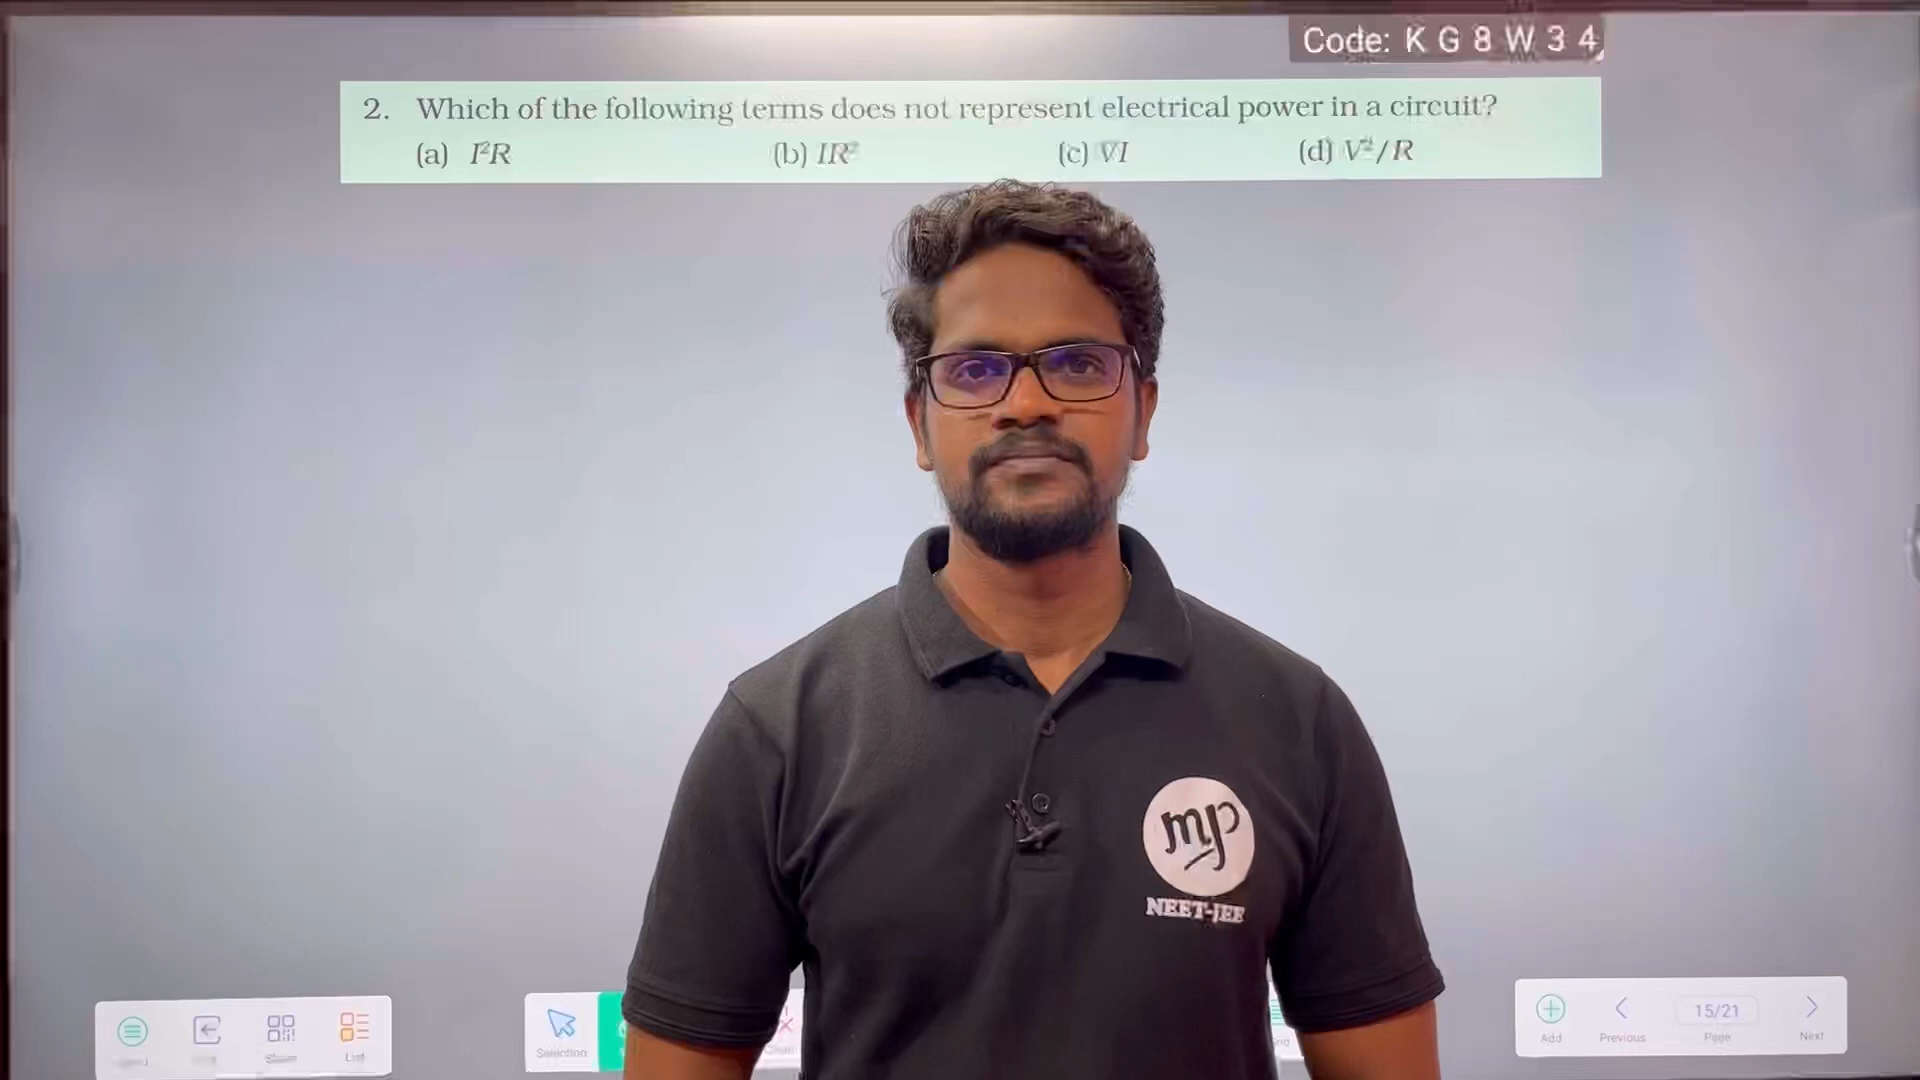 Code: K G 8 W 3 4
2. Which of the following terms does not represent electrical power in a circuit?
(a) I²R (b) IR² (c) VI (d) V²/R
mp
NEET-JEE
Selection
Clean
List
Add Previous 15/21 Page Next